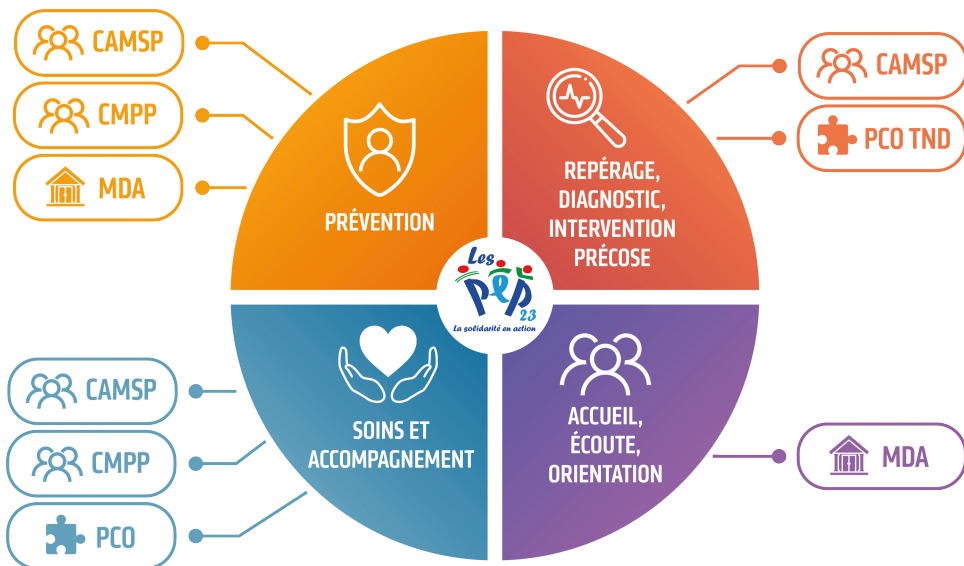 CAMSP
CMPP
MDA
PRÉVENTION
REPÉRAGE,
DIAGNOSTIC,
INTERVENTION
PRÉCOSE
CAMSP
PCO TND
Les
pep
23
La solidarité en action
CAMSP
CMPP
PCO
SOINS ET
ACCOMPAGNEMENT
ACCUEIL,
ÉCOUTE,
ORIENTATION
MDA